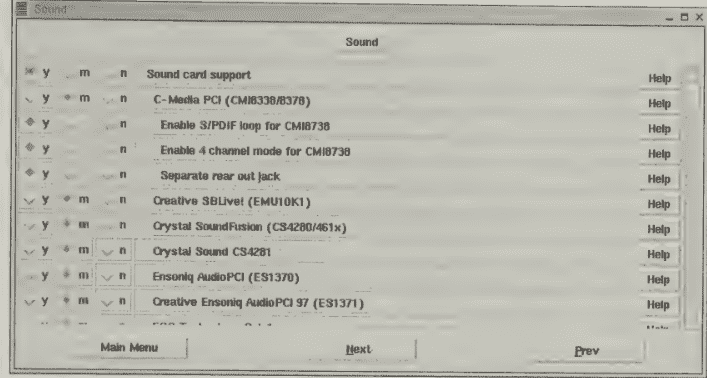 Sound
Sound
y m n Sound card support Help
y m n C-Media PCI (CMI8338/8378) Help
y n Enable S/PDIF loop for CMI8738 Help
y n Enable 4 channel mode for CMI8738 Help
y n Separate rear out jack Help
y m n Creative SBLive! (EMU10K1) Help
y m n Crystal SoundFusion (CS4280/461x) Help
y m n Crystal Sound CS4281 Help
y m n Ensoniq AudioPCI (ES1370) Help
y m n Creative Ensoniq AudioPCI 97 (ES1371) Help
Main Menu Next Prev